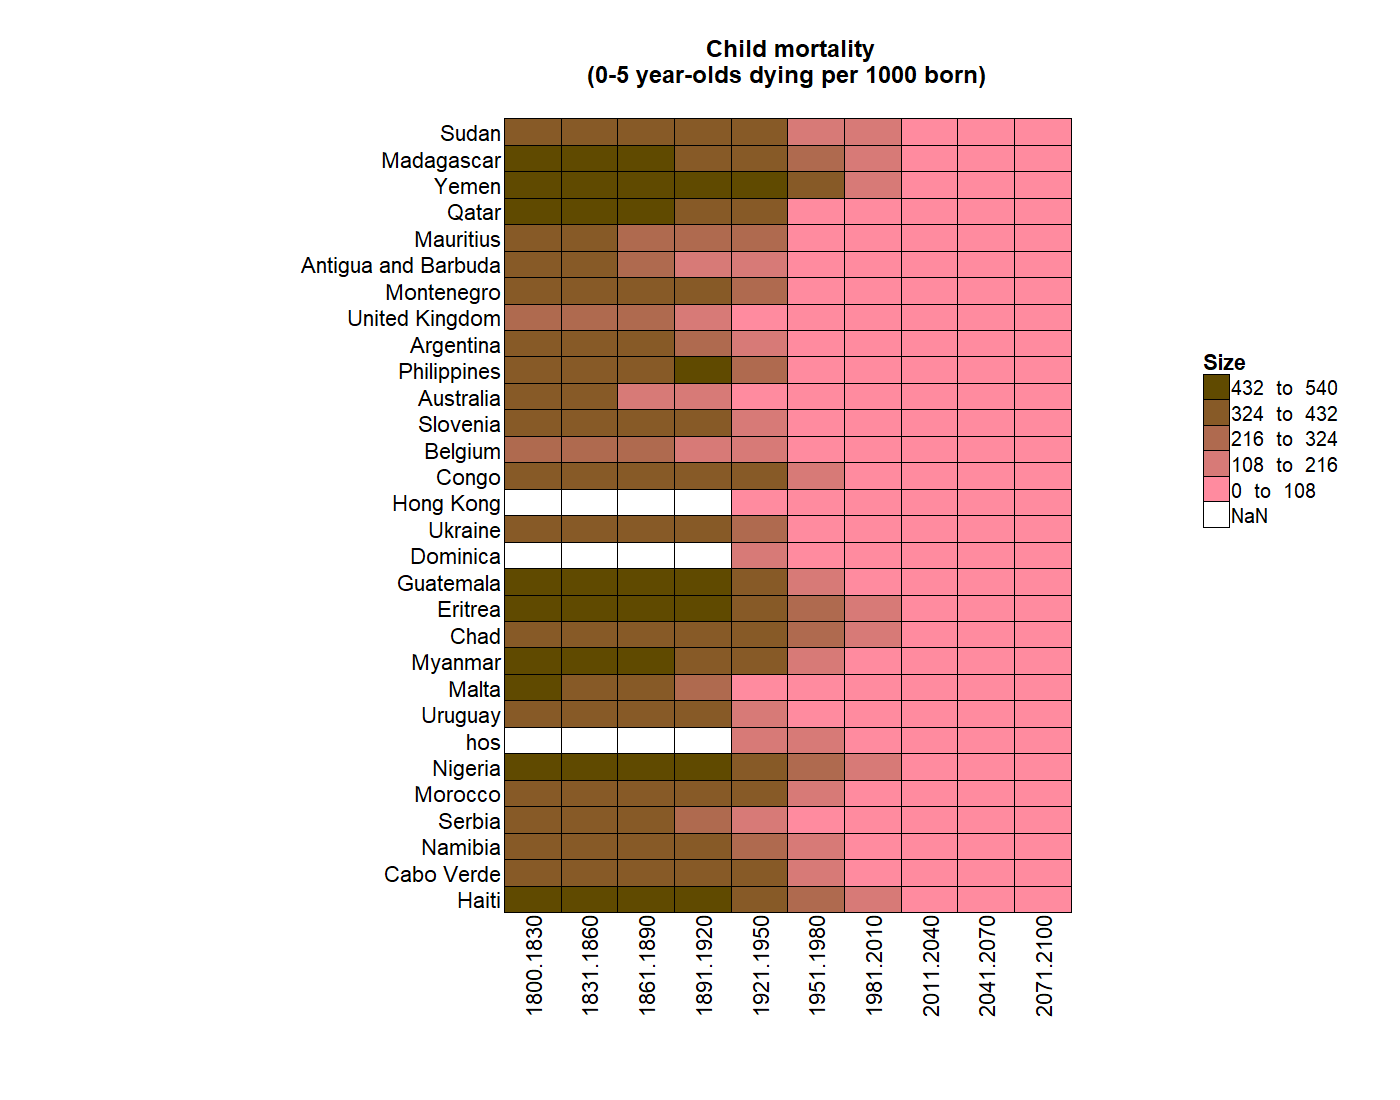 Child mortality
(0-5 year-olds dying per 1000 born)
Sudan
Madagascar
Yemen
Qatar
Mauritius
Antigua and Barbuda
Montenegro
United Kingdom
Argentina
Philippines
Australia
Slovenia
Belgium
Congo
Hong Kong
Ukraine
Dominica
Guatemala
Eritrea
Chad
Myanmar
Malta
Uruguay
hos
Nigeria
Morocco
Serbia
Namibia
Cabo Verde
Haiti
1800.1830
1831.1860
1861.1890
1891.1920
1921.1950
1951.1980
1981.2010
2011.2040
2041.2070
2071.2100
Size
432 to 540
324 to 432
216 to 324
108 to 216
0 to 108
NaN